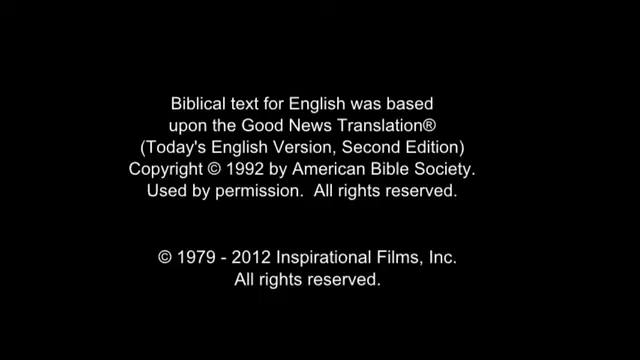 Biblical text for English was based
upon the Good News Translation®
(Today's English Version, Second Edition)
Copyright © 1992 by American Bible Society.
Used by permission.  All rights reserved.
© 1979 - 2012 Inspirational Films, Inc.
All rights reserved.